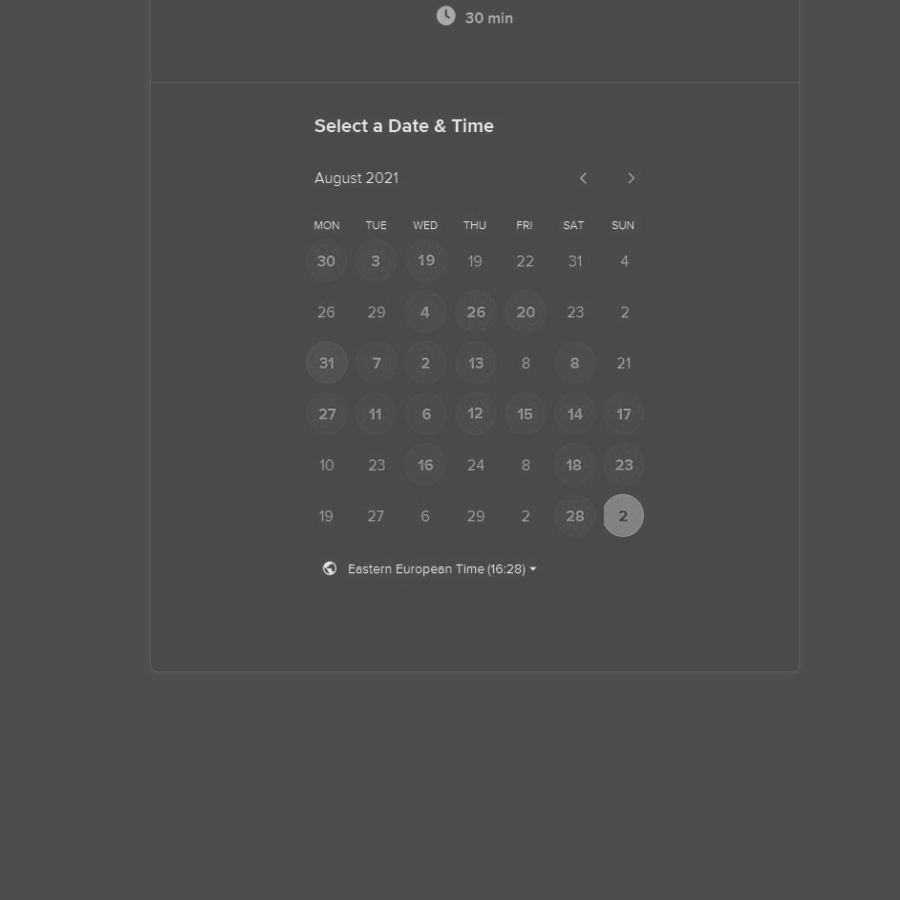 30 min
Select a Date & Time
August 2021
MON TUE WED THU FRI SAT SUN
30 3 19 19 22 31 4
26 29 4 26 20 23 2
31 7 2 13 8 8 21
27 11 6 12 15 14 17
10 23 16 24 8 18 23
19 27 6 29 2 28 2
Eastern European Time (16:28)